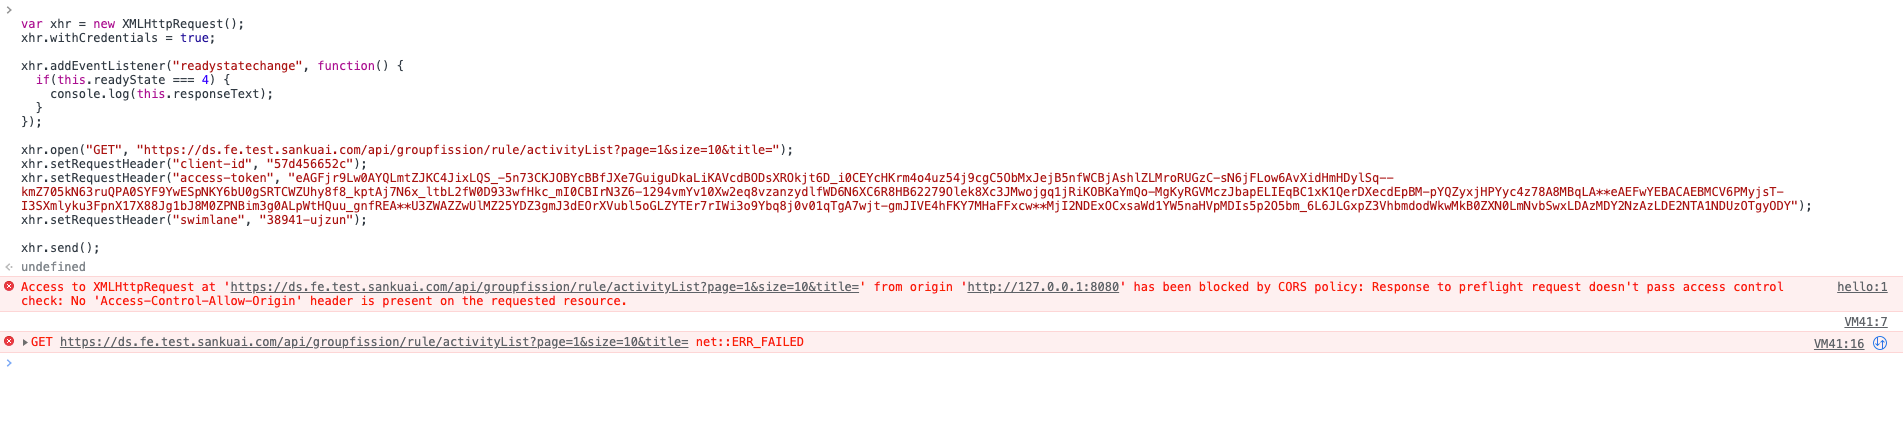 >
var xhr = new XMLHttpRequest();
xhr.withCredentials = true;
xhr.addEventListener("readystatechange", function() {
if(this.readyState === 4) {
console.log(this.responseText);
}
});
xhr.open("GET", "https://ds.fe.test.sankuai.com/api/groupfission/rule/activityList?page=1&size=10&title=");
xhr.setRequestHeader("client-id", "57d456652c");
xhr.setRequestHeader("access-token", "eAGFjr9Lw0AYQLmtZJKC4JixLQS_-5n73CKJOBYcBBfJXe7GuiguDkaLiKAVcdBODsXROkjt6D_i0CEYcHKrm4o4uz54j9cgC5ObMxJejB5nfWCBjAshlZLMroRUGzC-sN6jFLow6AvXidHmHDylSq--
kmZ705kN63ruQPA0SYF9YwESpNKY6bU0gSRTCWZUhy8f8_kptAj7N6x_ltbL2fW0D933wfHkc_mI0CBIrN3Z6-1294vmYv10Xw2eq8vzanzydlfWD6N6XC6R8HB62279Olek8Xc3JMwojgq1jRiKOBKaYmQo-MgKyRGVMczJbapELIEqBC1xK1QerDXecdEpBM-pYQZyxjHPYyc4z78A8MBqLA**eAEFwYEBACAEBMCV6PMyjsT-
I3SXmlyku3FpnX17X88Jg1bJ8M0ZPNBim3g0ALpWtHQuu_gnfREA**U3ZWAZZwUlMZ25YDZ3gmJ3dEOrXVubl5oGLZYTEr7rIWi3o9Ybq8j0v01qTgA7wjt-gmJIVE4hFKY7MHaFFxcw**MjI2NDExOCxsaWd1YW5naHVpMDIs5p2O5bm_6L6JLGxpZ3VhbmdodWkwMkB0ZXN0LmNvbSwxLDAzMDY2NzAzLDE2NTA1NDUzOTgyODY");
xhr.setRequestHeader("swimlane", "38941-ujzun");
xhr.send();
undefined
Access to XMLHttpRequest at 'https://ds.fe.test.sankuai.com/api/groupfission/rule/activityList?page=1&size=10&title=' from origin 'http://127.0.0.1:8080' has been blocked by CORS policy: Response to preflight request doesn't pass access control hello:1
check: No 'Access-Control-Allow-Origin' header is present on the requested resource.
VM41:7
GET https://ds.fe.test.sankuai.com/api/groupfission/rule/activityList?page=1&size=10&title= net::ERR_FAILED VM41:16
>